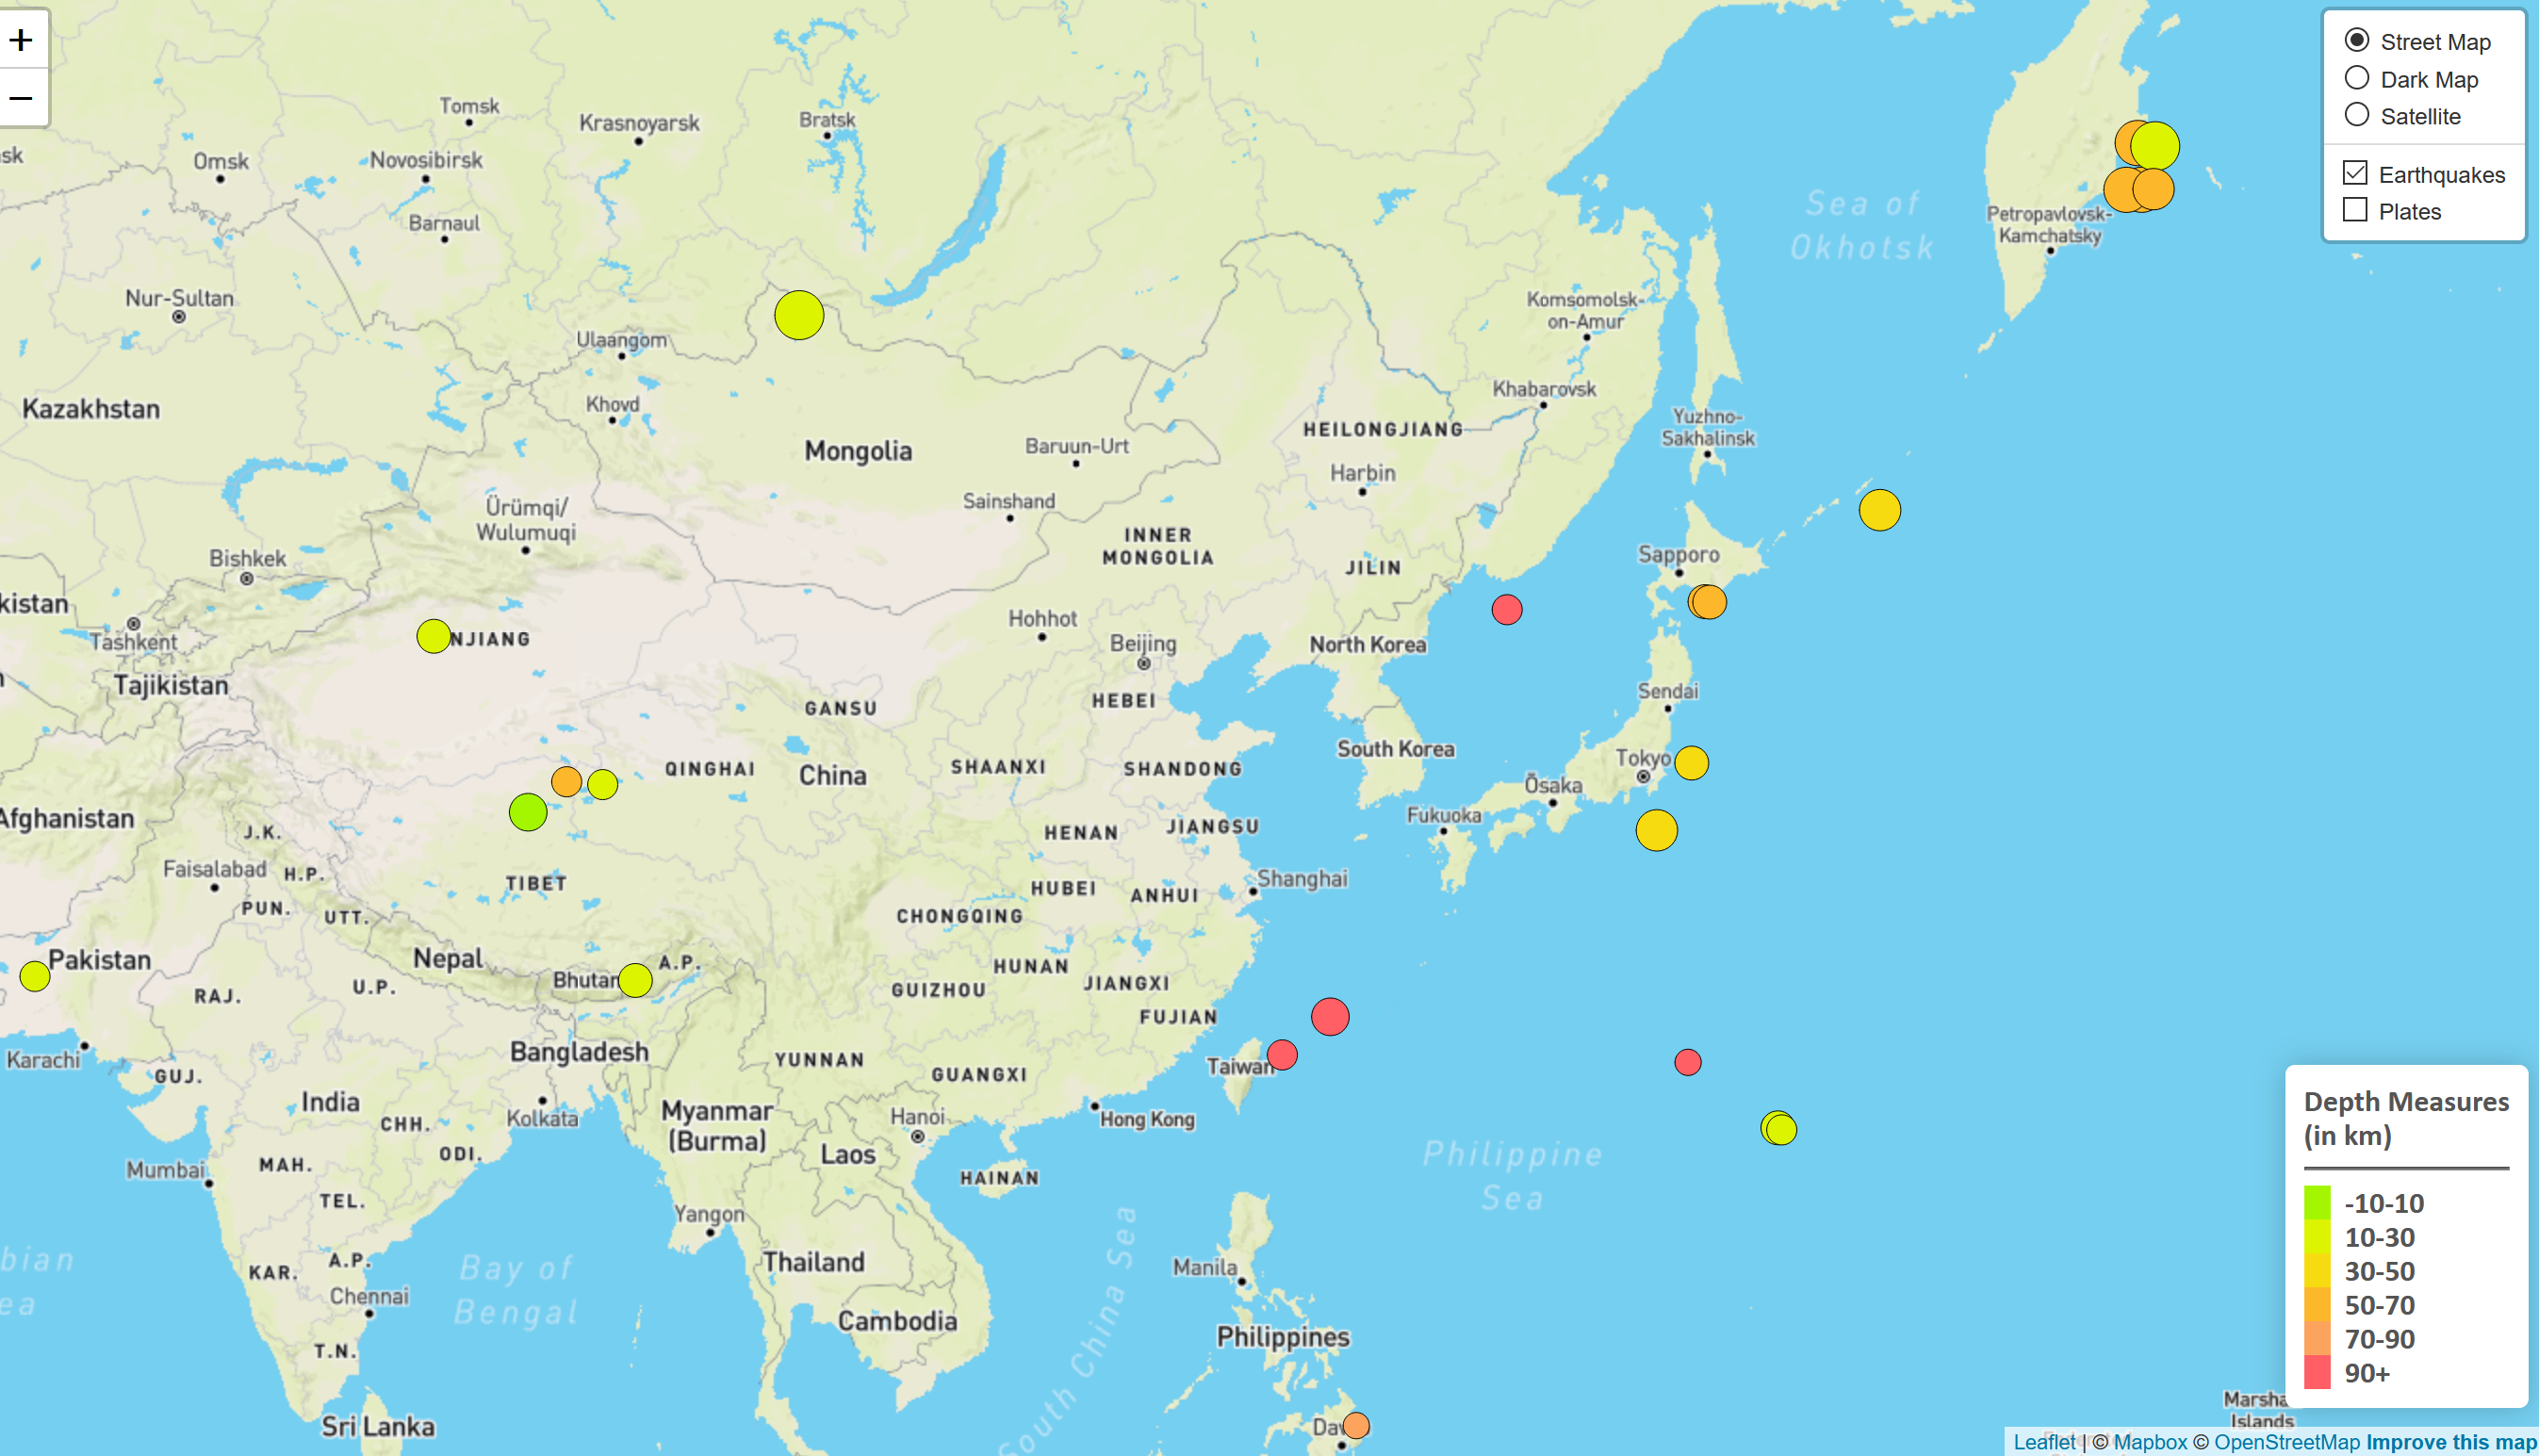 +
−
Street Map
Dark Map
Satellite
Earthquakes
Plates
Tomsk
Krasnoyarsk
Bratsk
sk
Omsk
Novosibirsk
Barnaul
Sea of
Okhotsk
Petropavlovsk-
Kamchatsky
Nur-Sultan
Ulaangom
Komsomolsk-
on-Amur
Kazakhstan
Khovd
Khabarovsk
Mongolia
Baruun-Urt
HEILONGJIANG
Yuzhno-
Sakhalinsk
Harbin
Ürümqi/
Wulumuqi
Sainshand
INNER
MONGOLIA
Bishkek
JILIN
Sapporo
kistan
Tashkent
NJIANG
Hohhot
Beijing
North Korea
Tajikistan
HEBEI
Sendai
GANSU
QINGHAI
China
SHAANXI
SHANDONG
South Korea
Tokyo
Ōsaka
Afghanistan
J.K.
HENAN
JIANGSU
Fukuoka
Faisalabad
H.P.
TIBET
HUBEI
ANHUI
Shanghai
PUN.
UTT.
CHONGQING
Pakistan
Nepal
Bhutan
A.P.
HUNAN
JIANGXI
RAJ.
U.P.
GUIZHOU
FUJIAN
Karachi
Bangladesh
YUNNAN
GUANGXI
Taiwan
GUJ.
India
CHH.
Kolkata
Myanmar
(Burma)
Hanoi
Hong Kong
Laos
Philippine
Sea
Mumbai
MAH.
ODI.
HAINAN
TEL.
Yangon
bian
ea
KAR.
A.P.
Bay of
Bengal
Thailand
South China Sea
Manila
Chennai
Cambodia
Philippines
T.N.
Sri Lanka
Da
Marsha
Islands
Depth Measures
(in km)
-10-10
10-30
30-50
50-70
70-90
90+
Leaflet | © Mapbox © OpenStreetMap Improve this map